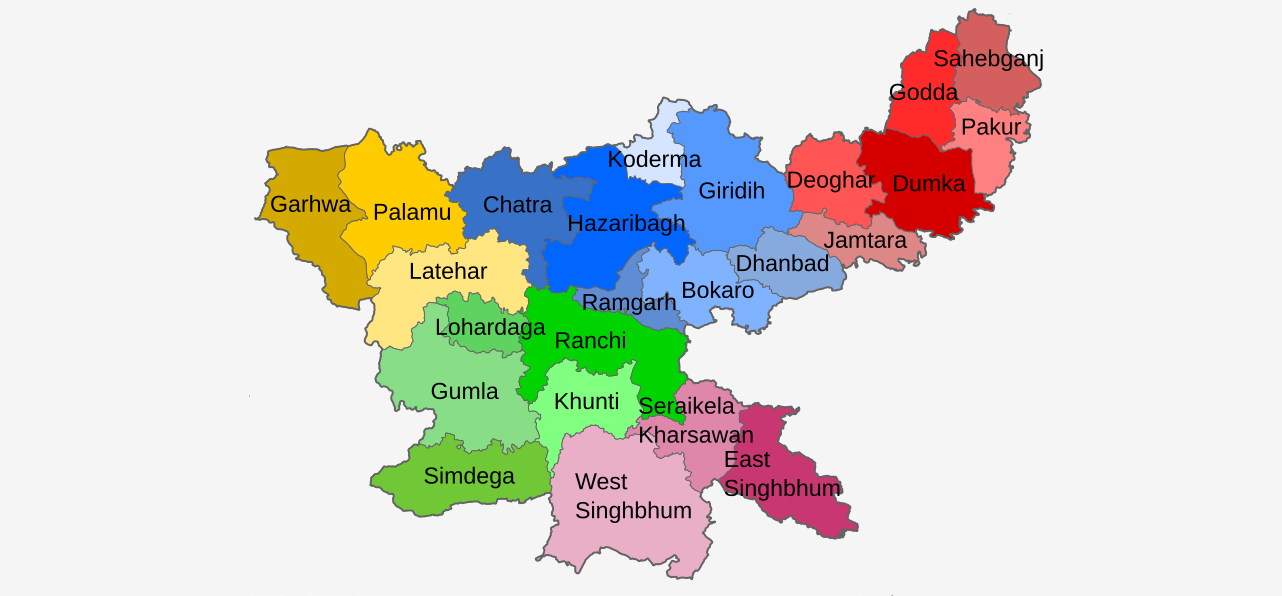 Sahebganj
Godda
Pakur
Koderma
Deoghar
Dumka
Giridih
Garhwa
Palamu
Chatra
Hazaribagh
Jamtara
Latehar
Dhanbad
Bokaro
Ramgarh
Lohardaga
Ranchi
Gumla
Khunti
Seraikela
Kharsawan
East
Singhbhum
Simdega
West
Singhbhum